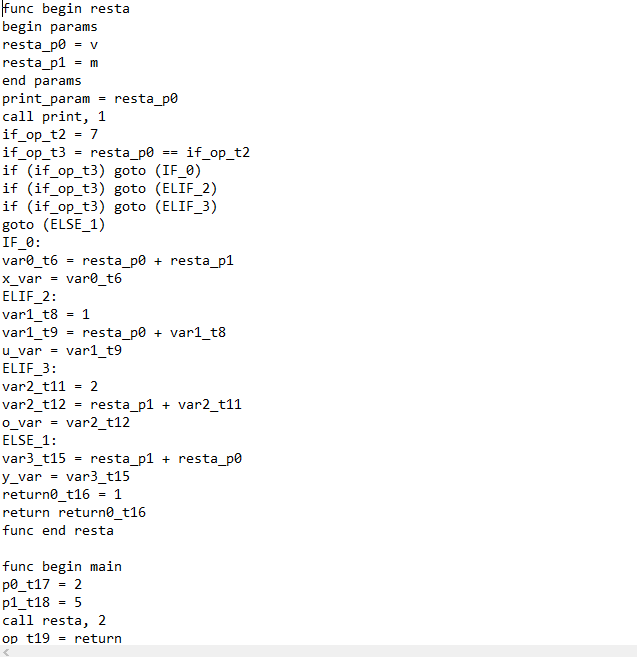 func begin resta
begin params
resta_p0 = v
resta_p1 = m
end params
print_param = resta_p0
call print, 1
if_op_t2 = 7
if_op_t3 = resta_p0 == if_op_t2
if (if_op_t3) goto (IF_0)
if (if_op_t3) goto (ELIF_2)
if (if_op_t3) goto (ELIF_3)
goto (ELSE_1)
IF_0:
var0_t6 = resta_p0 + resta_p1
x_var = var0_t6
ELIF_2:
var1_t8 = 1
var1_t9 = resta_p0 + var1_t8
u_var = var1_t9
ELIF_3:
var2_t11 = 2
var2_t12 = resta_p1 + var2_t11
o_var = var2_t12
ELSE_1:
var3_t15 = resta_p1 + resta_p0
y_var = var3_t15
return0_t16 = 1
return return0_t16
func end resta

func begin main
p0_t17 = 2
p1_t18 = 5
call resta, 2
op_t19 = return